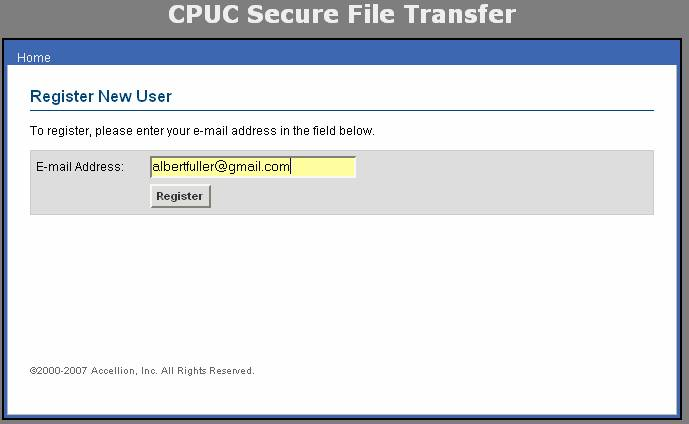 CPUC Secure File Transfer
Home
Register New User
To register, please enter your e-mail address in the field below.
E-mail Address: albertfuller@gmail.com
Register
©2000-2007 Accellion, Inc. All Rights Reserved.